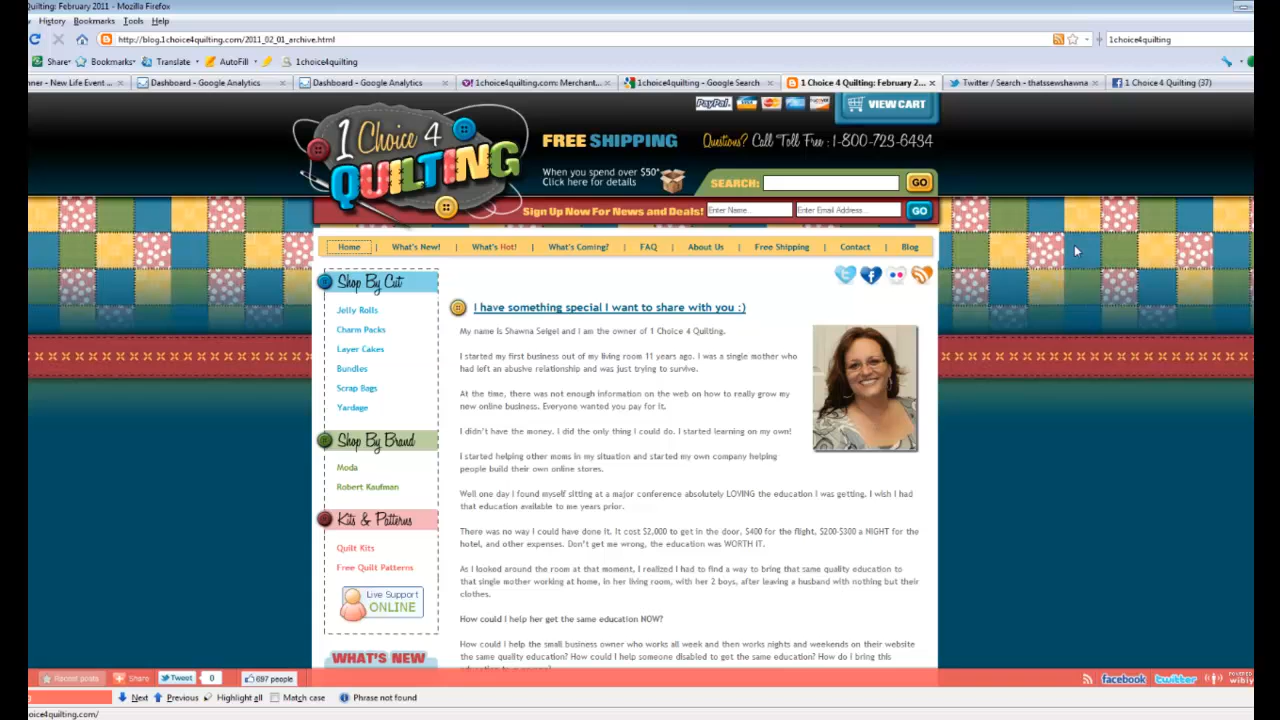 Quilting: February 2011 - Mozilla Firefox
History Bookmarks Tools Help
http://blog.1choice4quilting.com/2011_02_01_archive.html
1choice4quilting
Share Bookmarks Translate AutoFill 1choice4quilting
nner - New Life Event ... Dashboard - Google Analytics Dashboard - Google Analytics 1choice4quilting.com: Merchant... 1choice4quilting - Google Search 1 Choice 4 Quilting: February 2... Twitter / Search - thatssewshawna 1 Choice 4 Quilting (37)
PayPal VISA DISCOVER VIEW CART
1 Choice 4
QUILTING
FREE SHIPPING
When you spend over $50*
Click here for details
Questions? Call Toll Free : 1-800-723-6434
SEARCH: GO
Sign Up Now For News and Deals! Enter Name... Enter Email Address... GO
Home | What's New! | What's Hot! | What's Coming? | FAQ | About Us | Free Shipping | Contact | Blog
Shop By Cut
Jelly Rolls
Charm Packs
Layer Cakes
Bundles
Scrap Bags
Yardage
Shop By Brand
Moda
Robert Kaufman
Kits & Patterns
Quilt Kits
Free Quilt Patterns
Live Support
ONLINE
WHAT'S NEW
I have something special I want to share with you :)
My name is Shawna Seigel and I am the owner of 1 Choice 4 Quilting.
I started my first business out of my living room 11 years ago. I was a single mother who
had left an abusive relationship and was just trying to survive.
At the time, there was not enough information on the web on how to really grow my
new online business. Everyone wanted you pay for it.
I didn't have the money. I did the only thing I could do. I started learning on my own!
I started helping other moms in my situation and started my own company helping
people build their own online stores.
Well one day I found myself sitting at a major conference absolutely LOVING the education I was getting. I wish I had
that education available to me years prior.
There was no way I could have done it. It cost $2,000 to get in the door, $400 for the flight, $200-$300 a NIGHT for the
hotel, and other expenses. Don't get me wrong, the education was WORTH IT.
As I looked around the room at that moment, I realized I had to find a way to bring that same quality education to
that single mother working at home, in her living room, with her 2 boys, after leaving a husband with nothing but their
clothes.
How could I help her get the same education NOW?
How could I help the small business owner who works all week and then works nights and weekends on their website
the same quality education? How could I help someone disabled to get the same education? How do I bring this
Recent posts Share Tweet 0 697 people facebook twitter
Next Previous Highlight all Match case Phrase not found
oice4quilting.com/